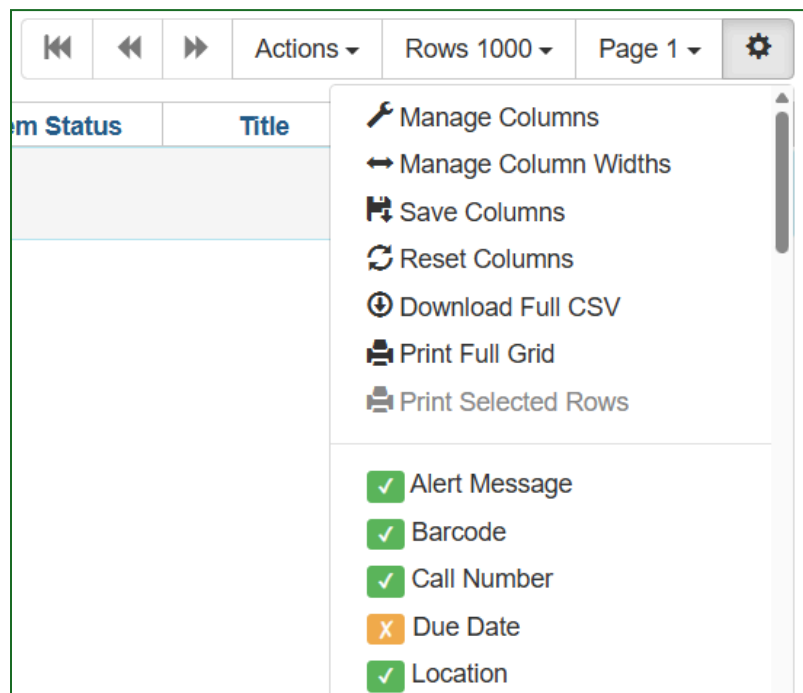 Actions Rows 1000 Page 1
em Status Title
Manage Columns
Manage Column Widths
Save Columns
Reset Columns
Download Full CSV
Print Full Grid
Print Selected Rows
✓ Alert Message
✓ Barcode
✓ Call Number
X Due Date
✓ Location